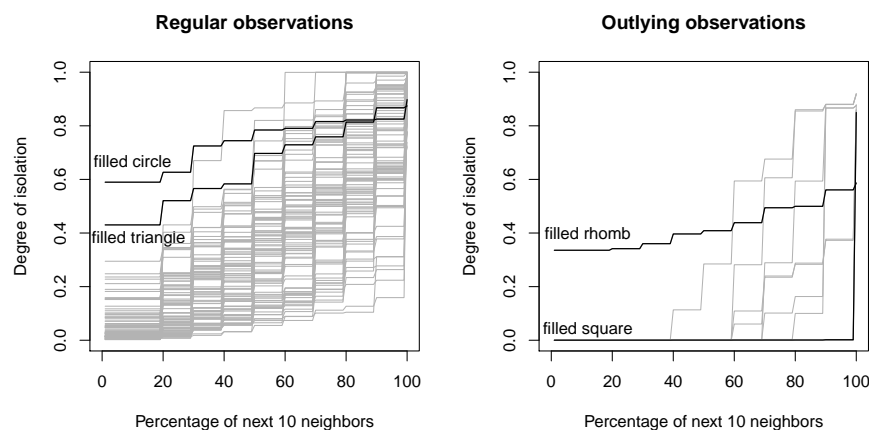 Regular observations
Degree of isolation
1.0
0.8
0.6
0.4
0.2
0.0
filled circle
filled triangle
0 20 40 60 80 100
Percentage of next 10 neighbors
Outlying observations
Degree of isolation
1.0
0.8
0.6
0.4
0.2
0.0
filled rhomb
filled square
0 20 40 60 80 100
Percentage of next 10 neighbors